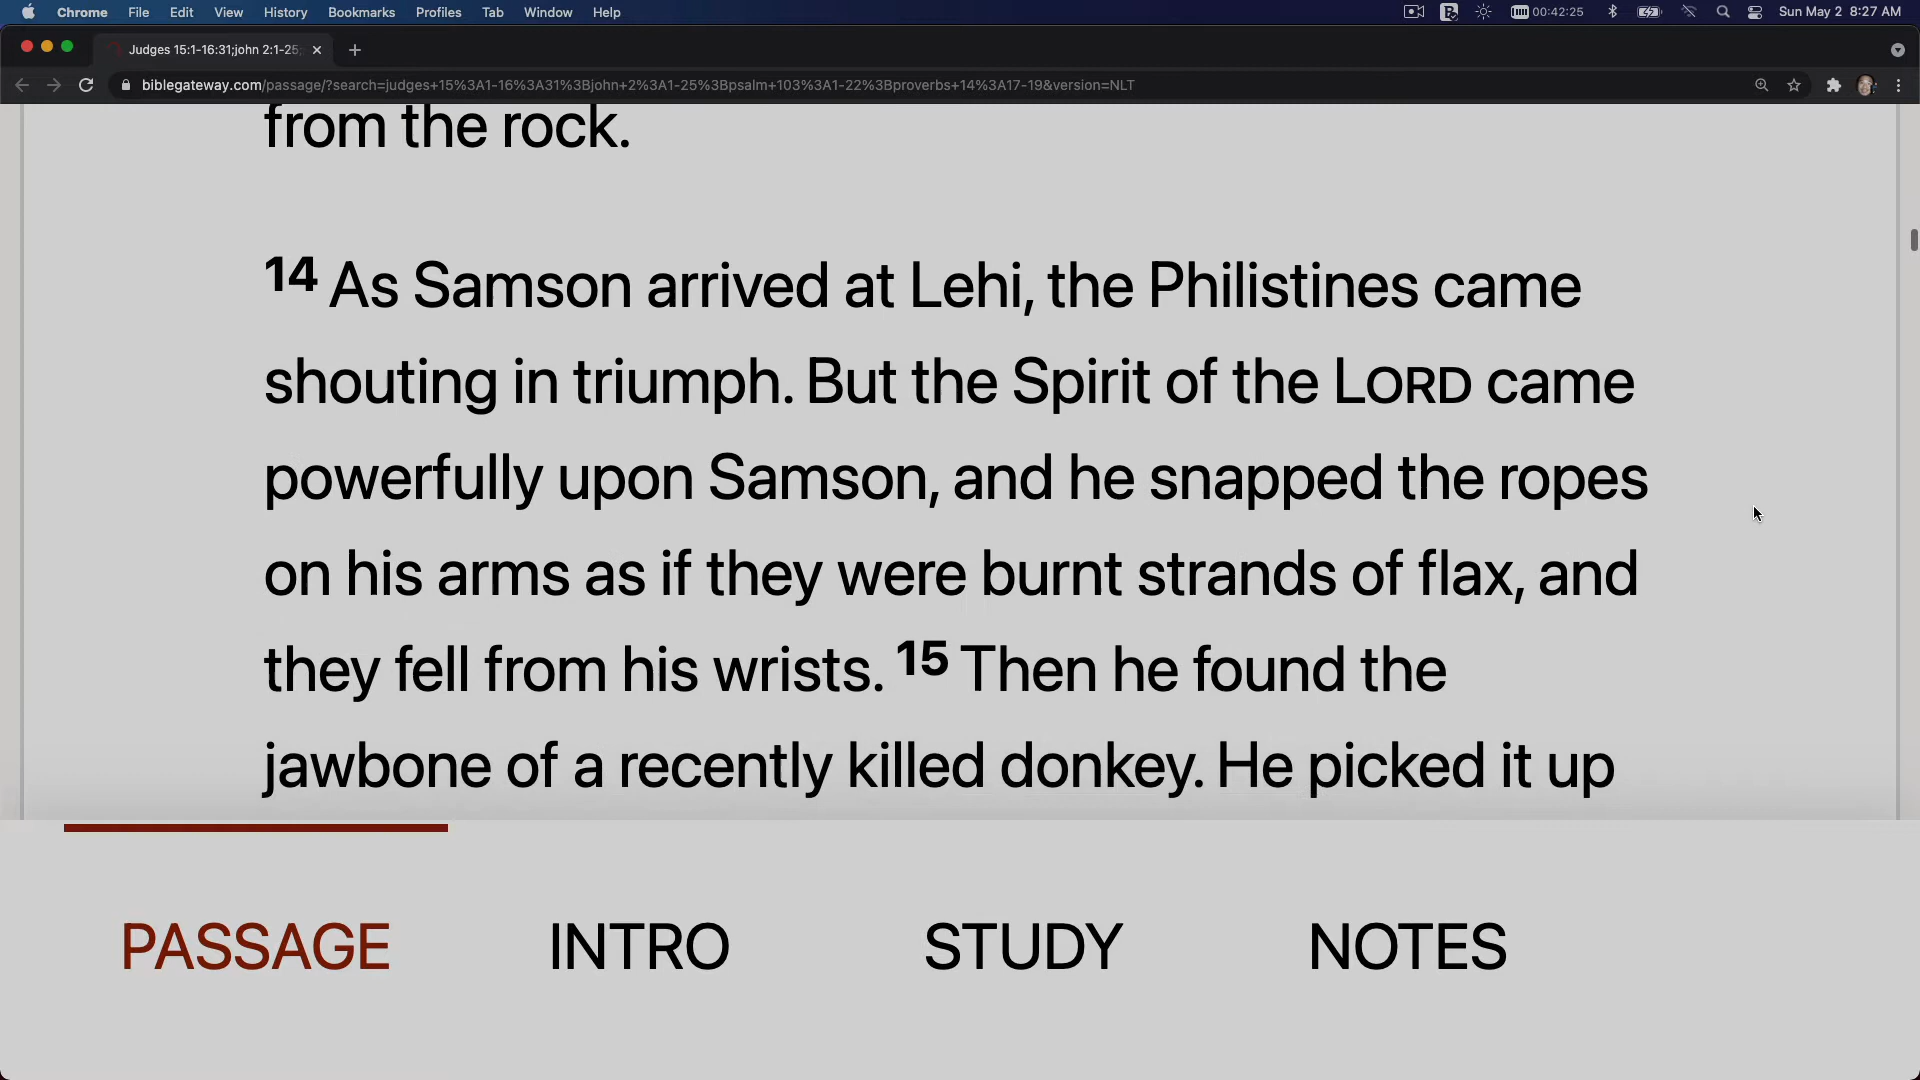 Chrome File Edit View History Bookmarks Profiles Tab Window Help 00:42:25 Sun May 2 8:27 AM
Judges 15:1-16:31;john 2:1-25;
biblegateway.com/passage/?search=judges+15%3A1-16%3A31%3Bjohn+2%3A1-25%3Bpsalm+103%3A1-22%3Bproverbs+14%3A17-19&version=NLT
from the rock.
14 As Samson arrived at Lehi, the Philistines came
shouting in triumph. But the Spirit of the LORD came
powerfully upon Samson, and he snapped the ropes
on his arms as if they were burnt strands of flax, and
they fell from his wrists. 15 Then he found the
jawbone of a recently killed donkey. He picked it up
PASSAGE INTRO STUDY NOTES